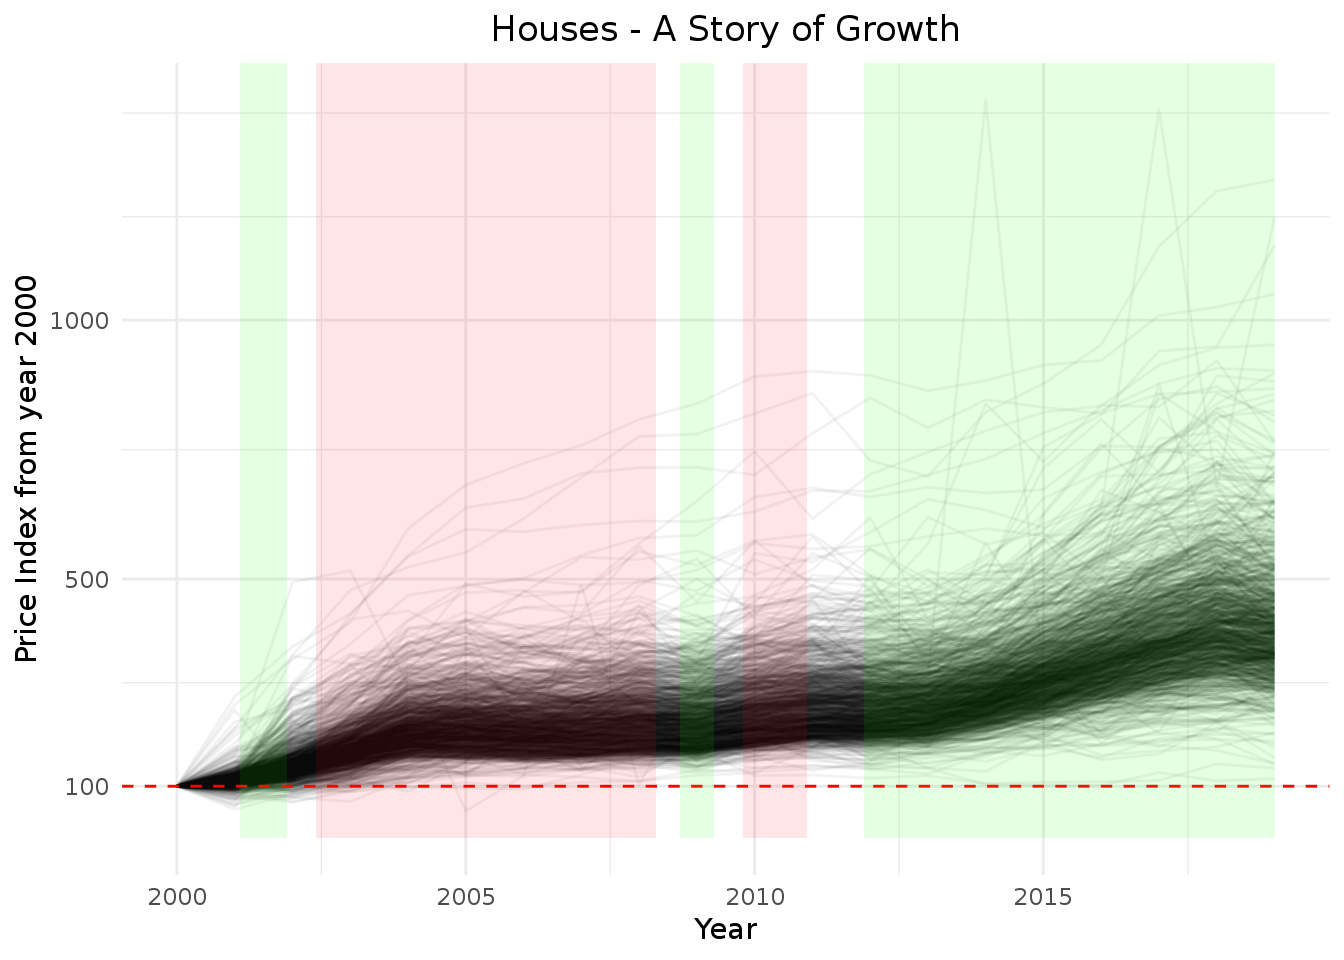 Houses - A Story of Growth
Price Index from year 2000
1000
500
100
2000 2005 2010 2015
Year